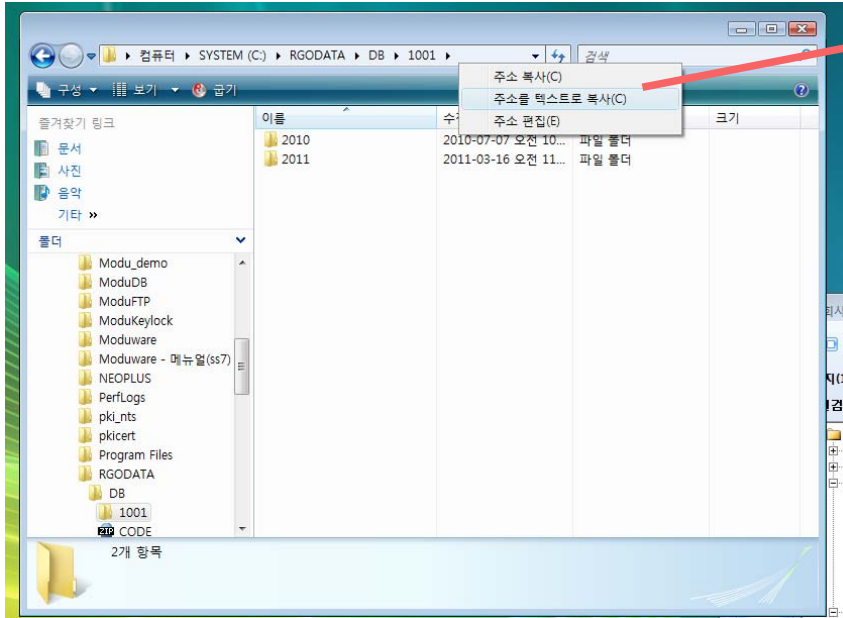 컴퓨터 ▸ SYSTEM (C:) ▸ RGODATA ▸ DB ▸ 1001 ▸
검색
구성 보기 굽기
주소 복사(C)
주소를 텍스트로 복사(C)
주소 편집(E)
즐겨찾기 링크
문서
사진
음악
기타 »
폴더
Modu_demo
ModuDB
ModuFTP
ModuKeylock
Moduware
Moduware - 메뉴얼(ss7)
NEOPLUS
PerfLogs
pki_nts
pkicert
Program Files
RGODATA
DB
1001
ZIP CODE
이름 크기
2010 2010-07-07 오전 10... 파일 폴더
2011 2011-03-16 오전 11... 파일 폴더
2개 항목